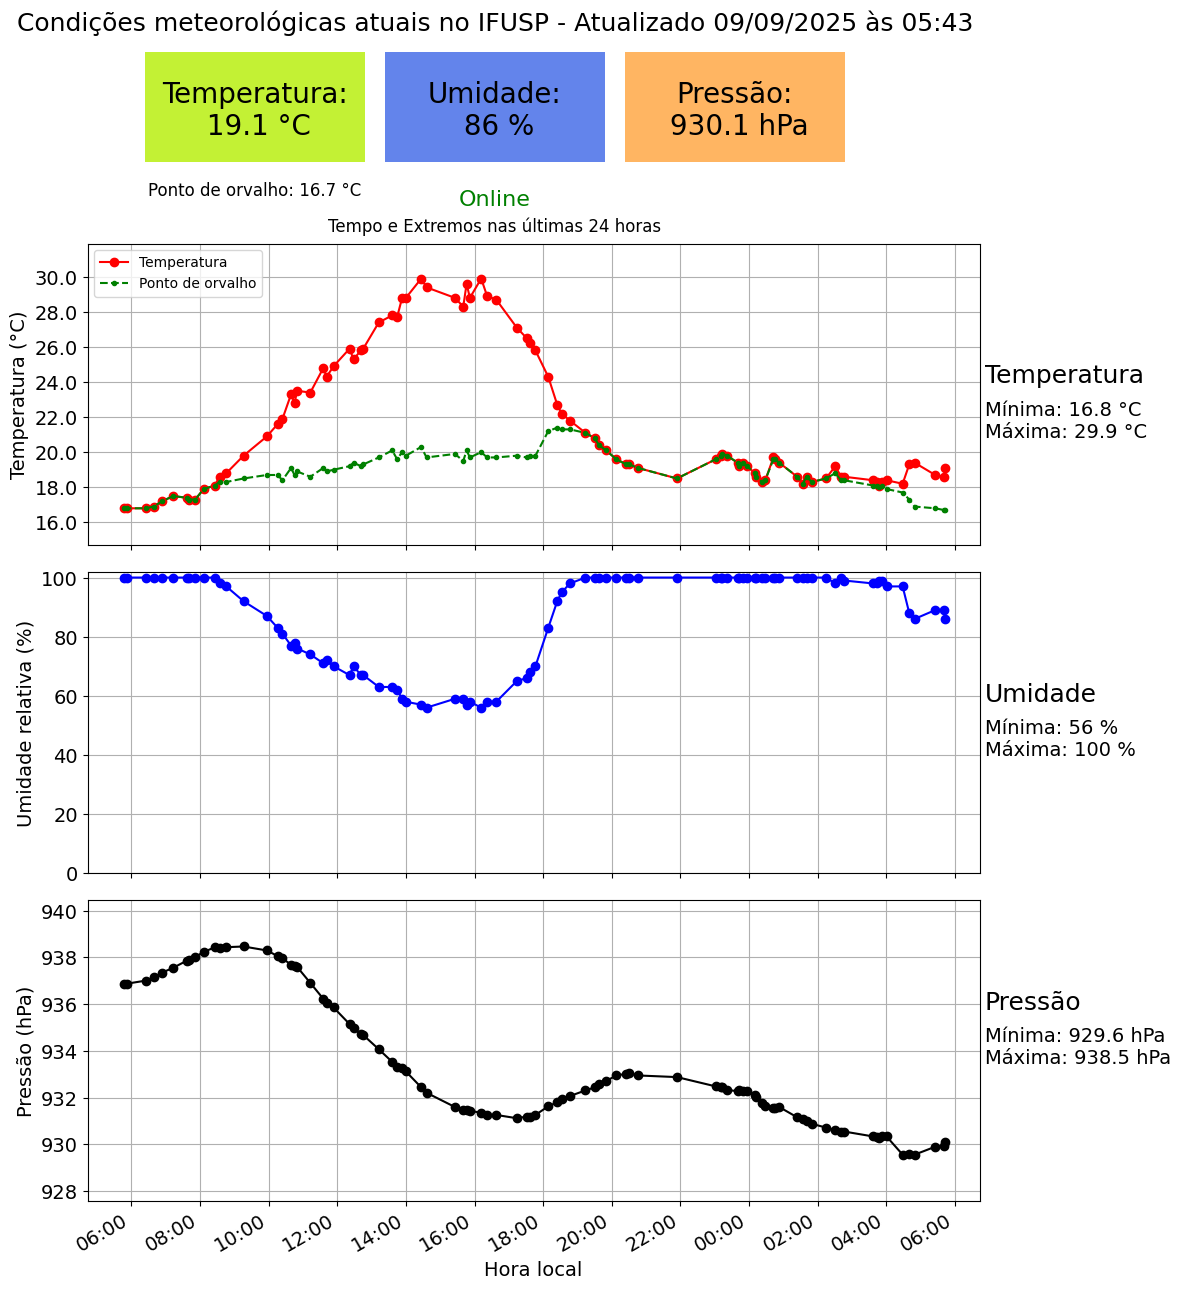 Condições meteorológicas atuais no IFUSP - Atualizado 09/09/2025 às 05:43
Temperatura:
19.1 °C
Umidade:
86 %
Pressão:
930.1 hPa
Ponto de orvalho: 16.7 °C
Online
Tempo e Extremos nas últimas 24 horas
Temperatura
Ponto de orvalho
Temperatura (°C)
30.0
28.0
26.0
24.0
22.0
20.0
18.0
16.0
Temperatura
Mínima: 16.8 °C
Máxima: 29.9 °C
Umidade relativa (%)
100
80
60
40
20
0
Umidade
Mínima: 56 %
Máxima: 100 %
Pressão (hPa)
940
938
936
934
932
930
928
Pressão
Mínima: 929.6 hPa
Máxima: 938.5 hPa
06:00
08:00
10:00
12:00
14:00
16:00
18:00
20:00
22:00
00:00
02:00
04:00
06:00
Hora local